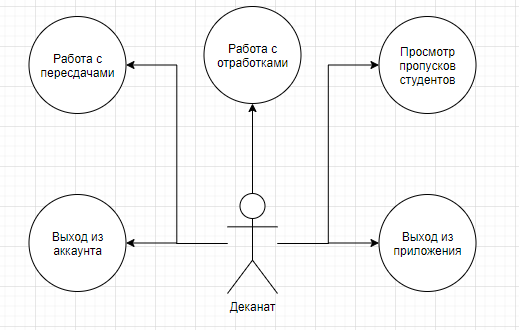 Работа с
пересдачами
Работа с
отработками
Просмотр
пропусков
студентов
Выход из
аккаунта
Выход из
приложения
Деканат